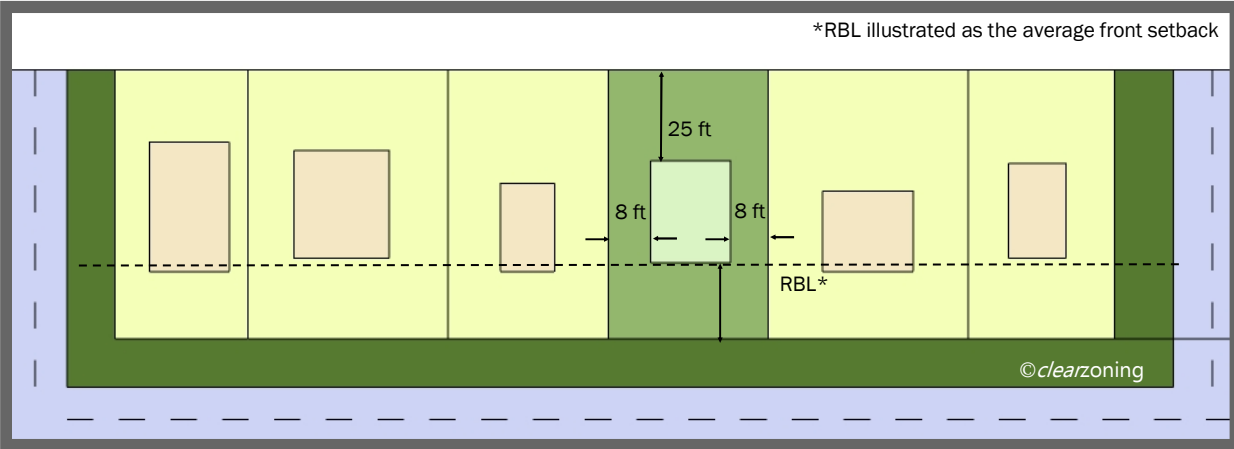 *RBL illustrated as the average front setback
25 ft
8 ft
8 ft
RBL*
©clearzoning